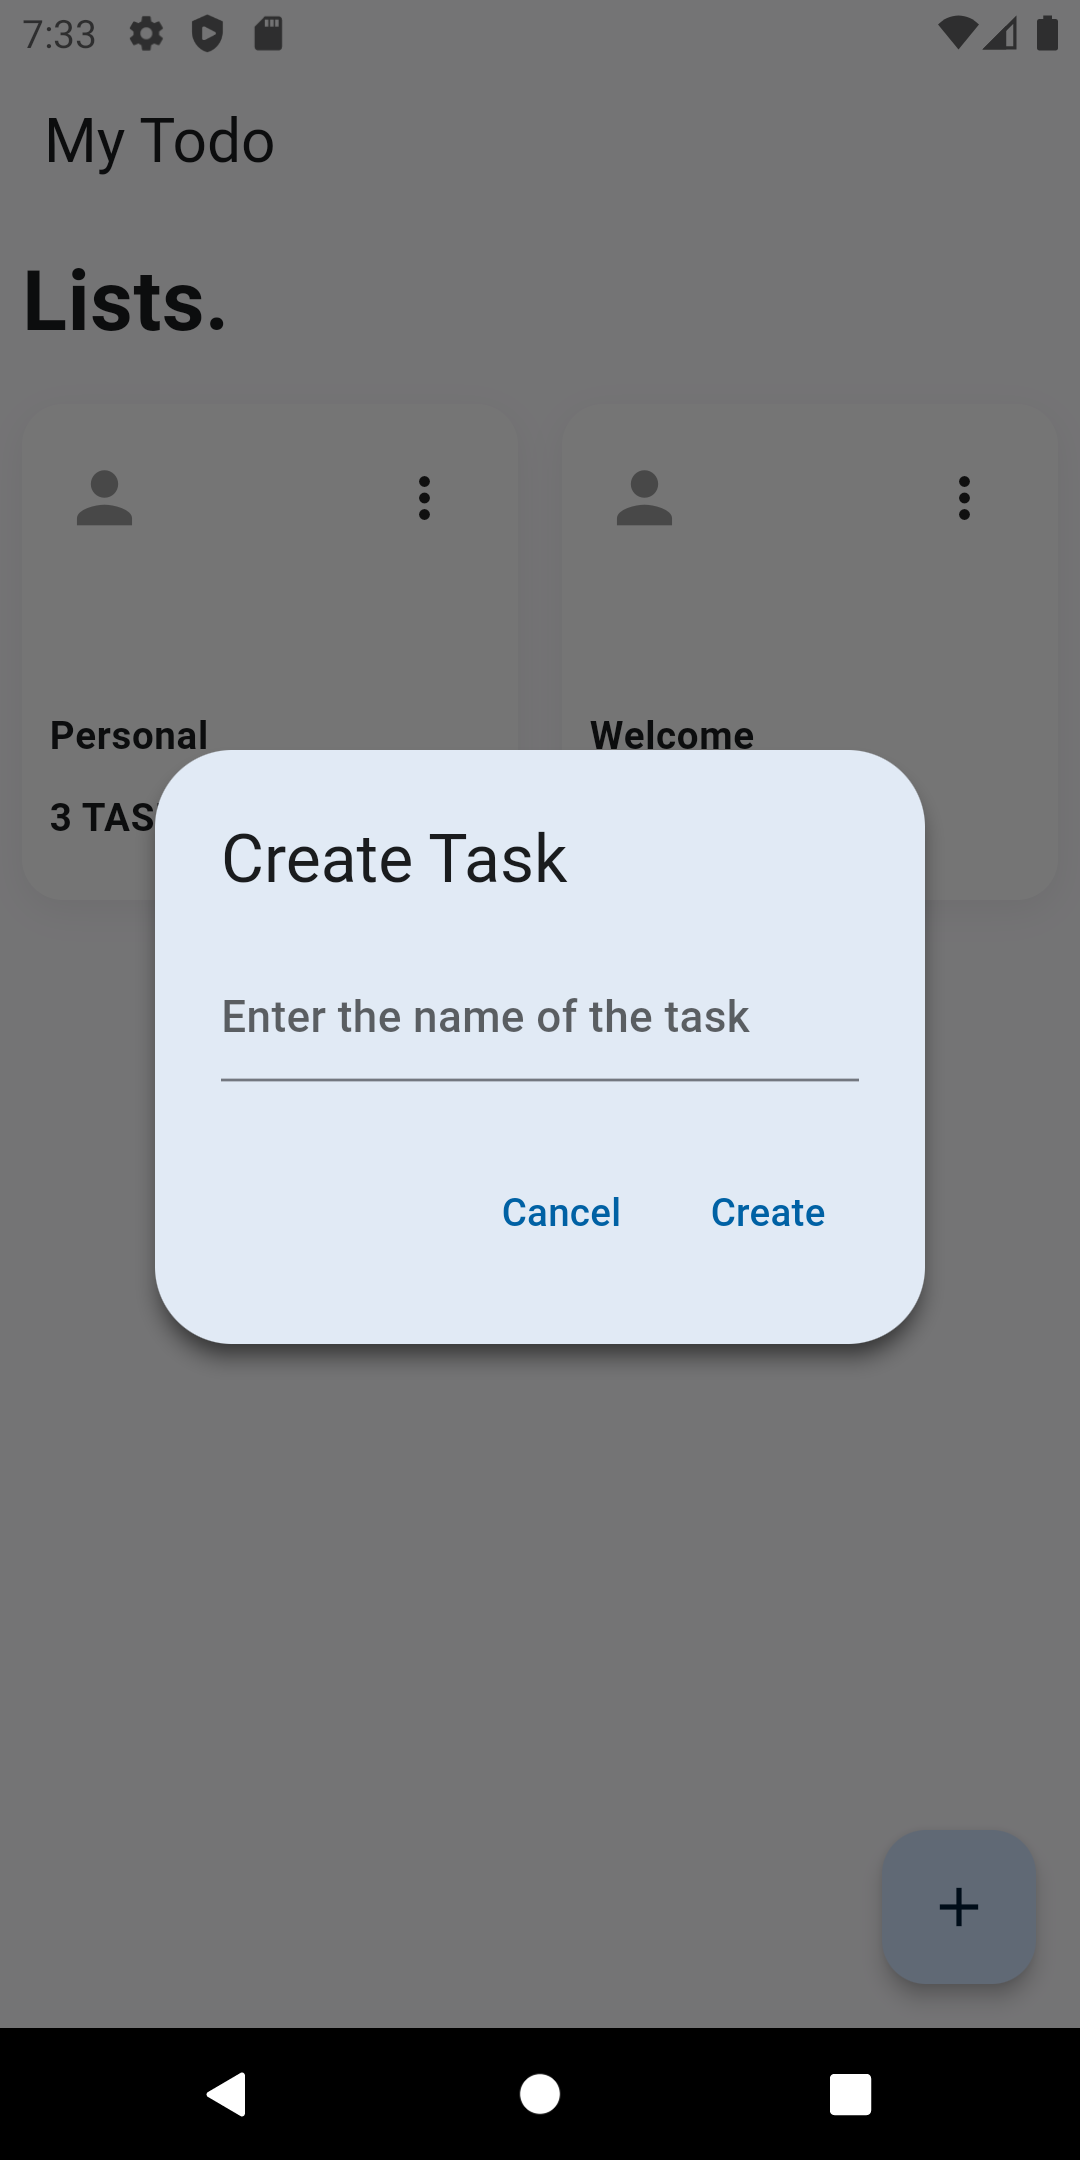 7:33
My Todo
Lists.
Personal
Welcome
3 TAS
Create Task
Enter the name of the task
Cancel
Create